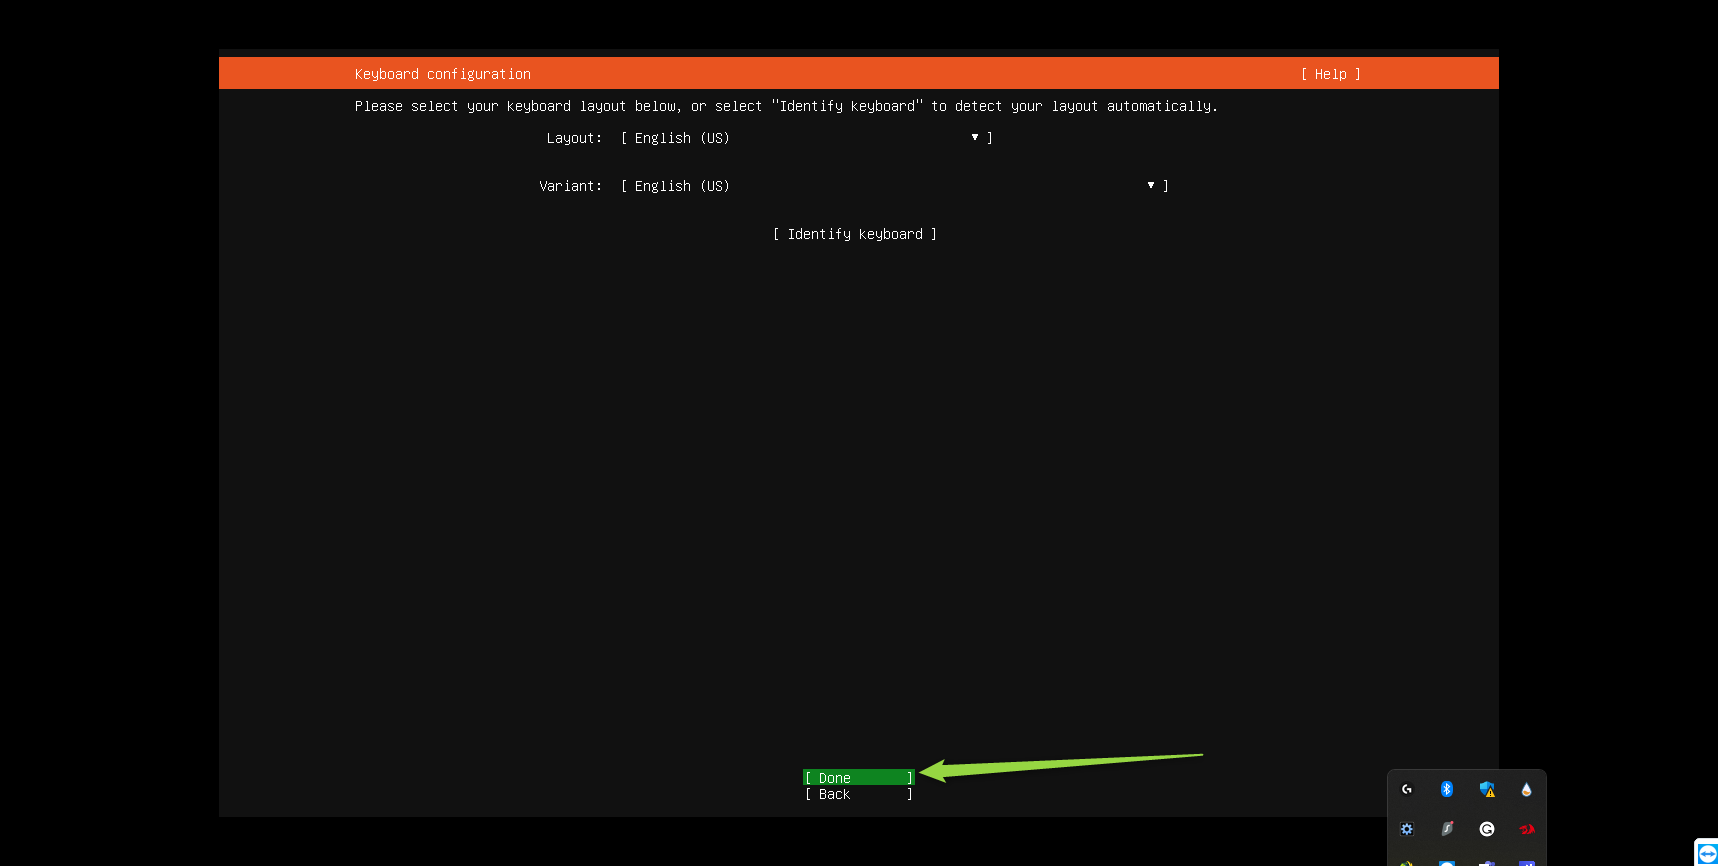 Keyboard configuration [ Help ]
Please select your keyboard layout below, or select "Identify keyboard" to detect your layout automatically.
Layout: [ English (US) ▼ ]
Variant: [ English (US) ▼ ]
[ Identify keyboard ]
[ Done ]
[ Back ]